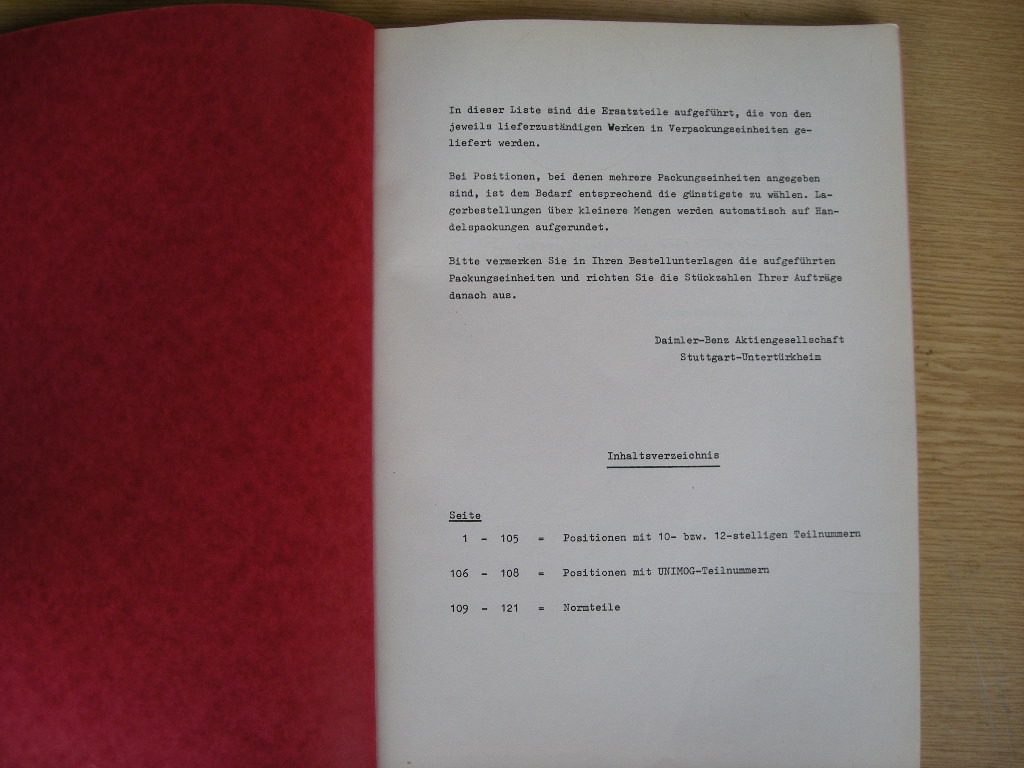 In dieser Liste sind die Ersatzteile aufgeführt, die von den
jeweils lieferzuständigen Werken in Verpackungseinheiten ge-
liefert werden.
Bei Positionen, bei denen mehrere Packungseinheiten angegeben
sind, ist dem Bedarf entsprechend die günstigste zu wählen. La-
gerbestellungen über kleinere Mengen werden automatisch auf Han-
delspackungen aufgerundet.
Bitte vermerken Sie in Ihren Bestellunterlagen die aufgeführten
Packungseinheiten und richten Sie die Stückzahlen Ihrer Aufträge
danach aus.
Daimler-Benz Aktiengesellschaft
Stuttgart-Untertürkheim
Inhaltsverzeichnis
Seite
1 - 105 = Positionen mit 10- bzw. 12-stelligen Teilnummern
106 - 108 = Positionen mit UNIMOG-Teilnummern
109 - 121 = Normteile